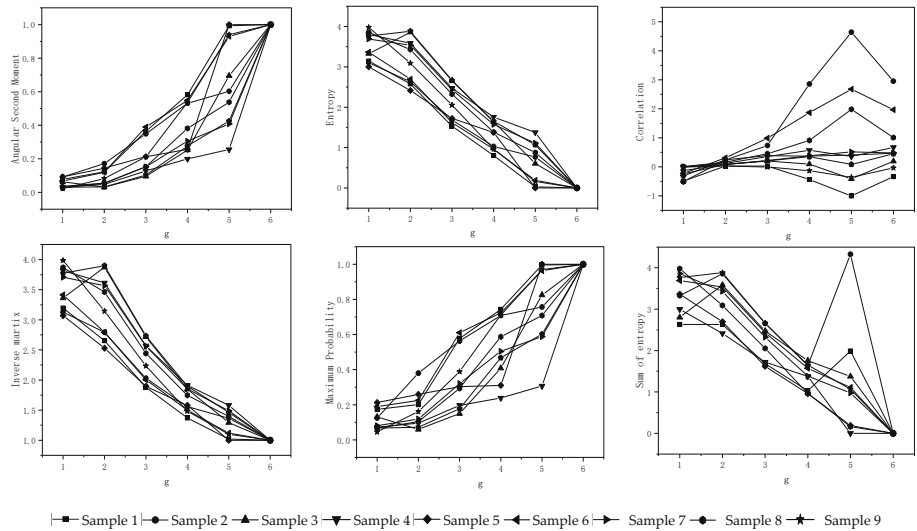 1.0
0.8
0.6
0.4
0.2
0.0
Angular Second Moment
1 2 3 4 5 6
g
4
3
2
1
0
Entropy
1 2 3 4 5 6
g
5
4
3
2
1
0
−1
Correlation
1 2 3 4 5 6
g
4.0
3.5
3.0
2.5
2.0
1.5
1.0
Inverse martix
1 2 3 4 5 6
g
1.0
0.8
0.6
0.4
0.2
0.0
Maximum Probability
1 2 3 4 5 6
g
4
3
2
1
0
Sum of entropy
1 2 3 4 5 6
g
Sample 1 Sample 2 Sample 3 Sample 4 Sample 5 Sample 6 Sample 7 Sample 8 Sample 9